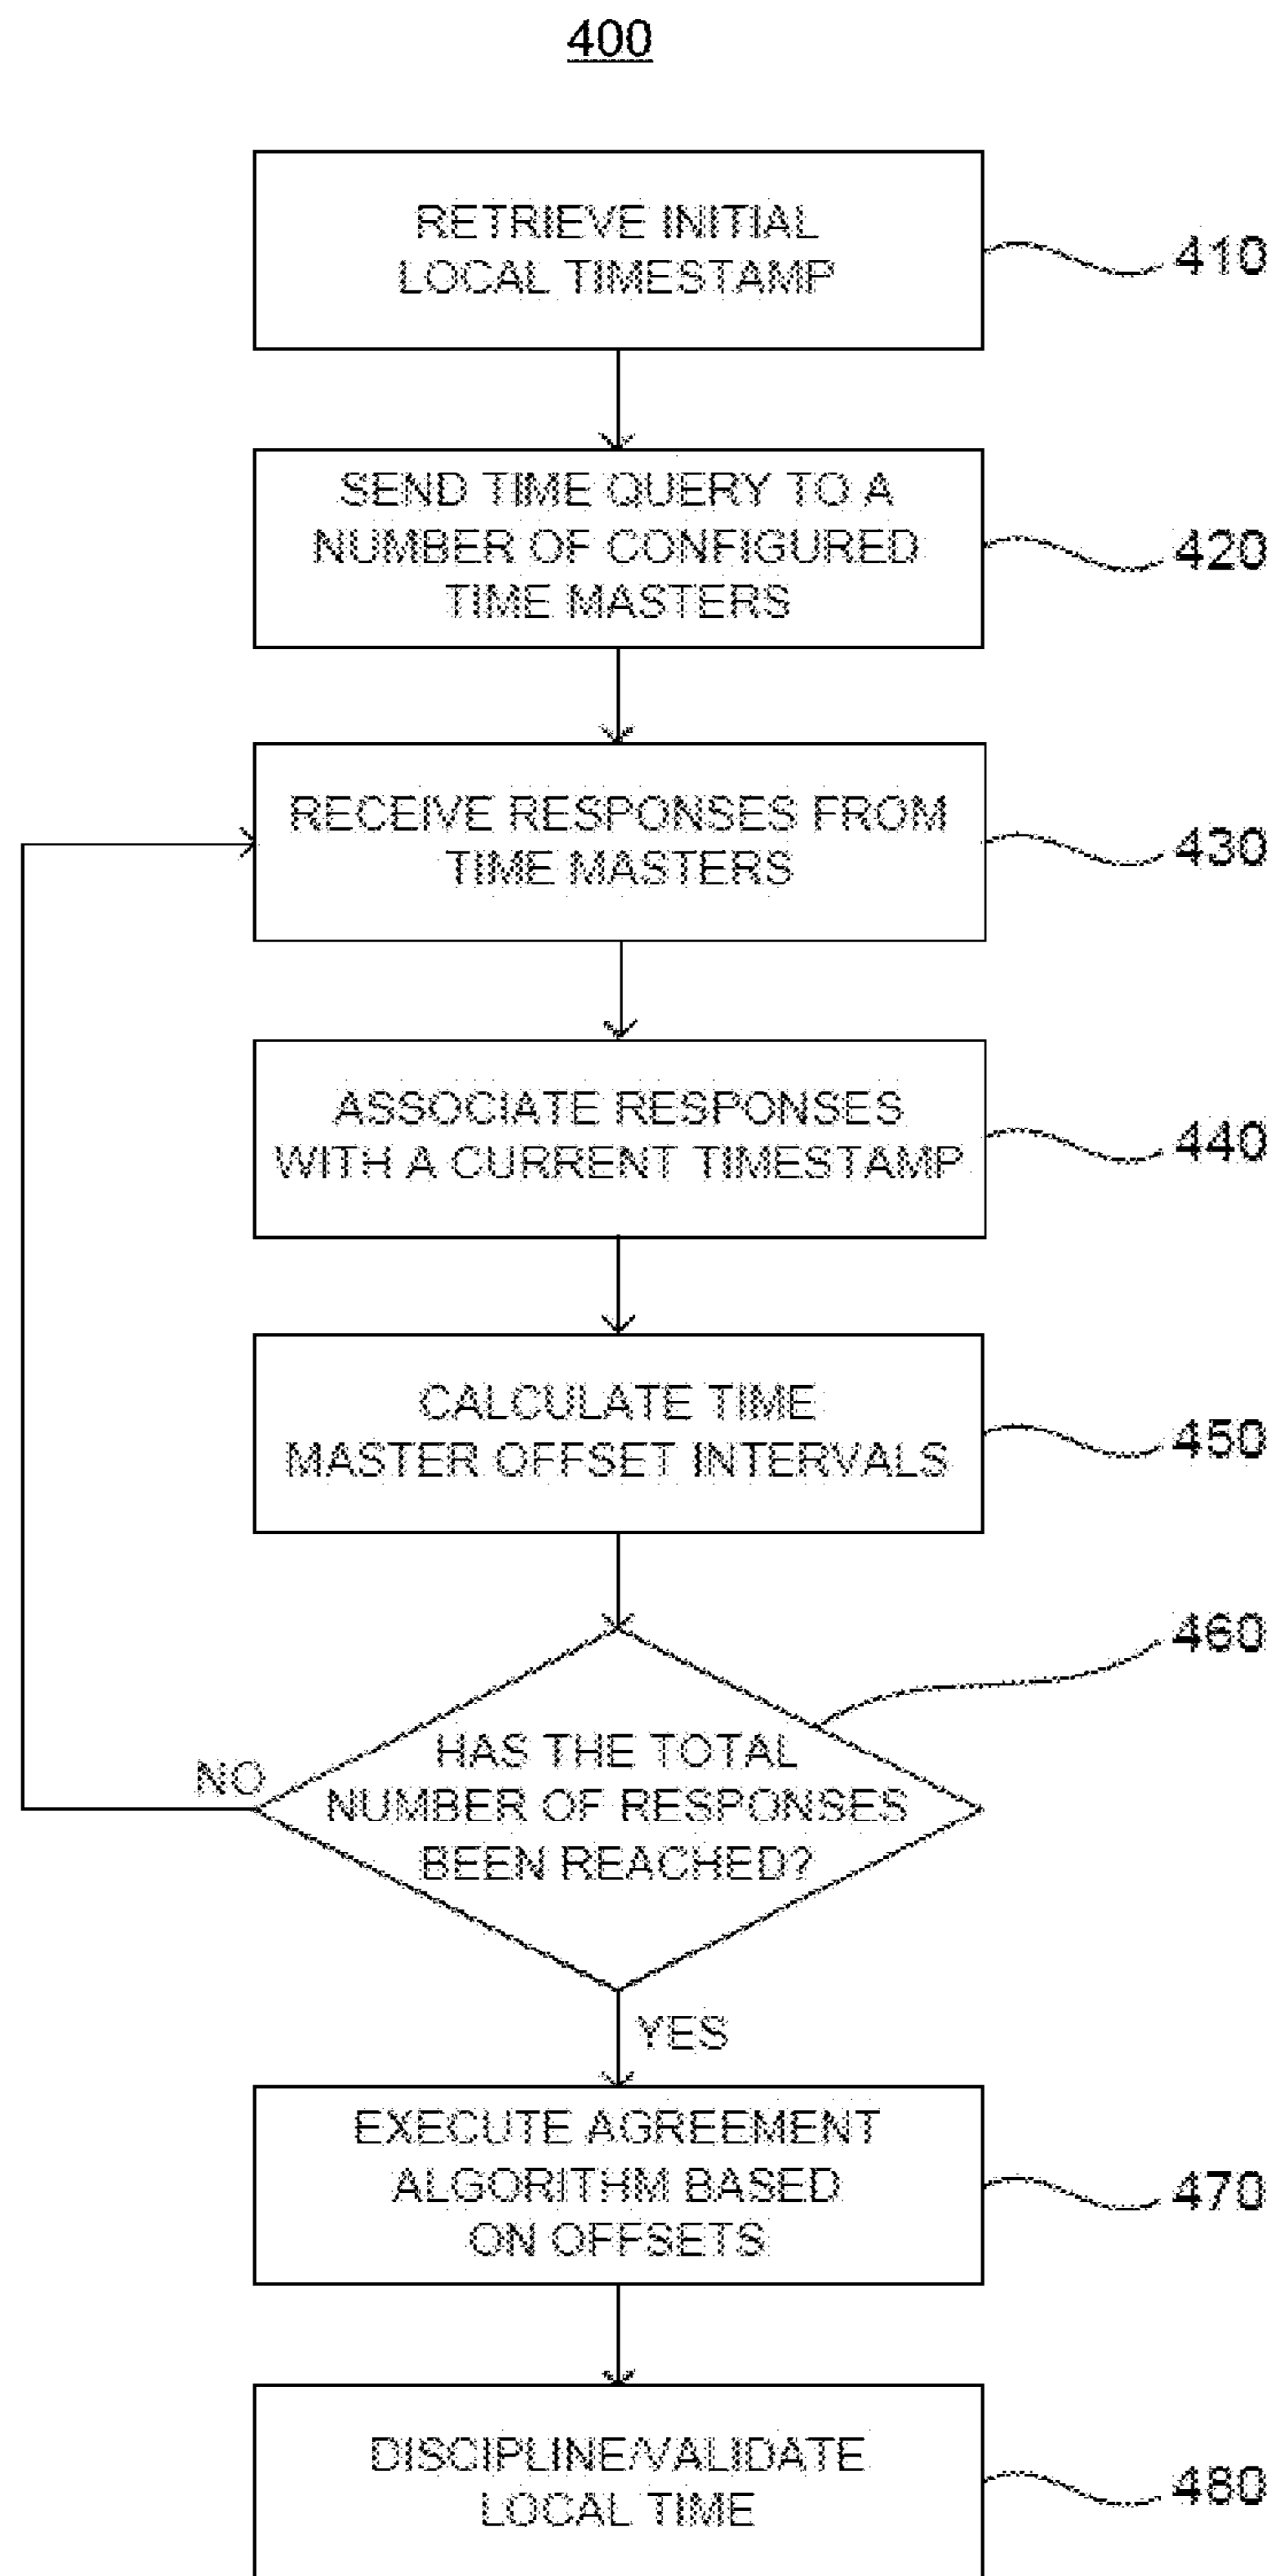 400
RETRIEVE INITIAL
LOCAL TIMESTAMP
410
SEND TIME QUERY TO A
NUMBER OF CONFIGURED
TIME MASTERS
420
RECEIVE RESPONSES FROM
TIME MASTERS
430
ASSOCIATE RESPONSES
WITH A CURRENT TIMESTAMP
440
CALCULATE TIME
MASTER OFFSET INTERVALS
450
460
HAS THE TOTAL
NUMBER OF RESPONSES
BEEN REACHED?
NO
YES
EXECUTE AGREEMENT
ALGORITHM BASED
ON OFFSETS
470
DISCIPLINE/VALIDATE
LOCAL TIME
480